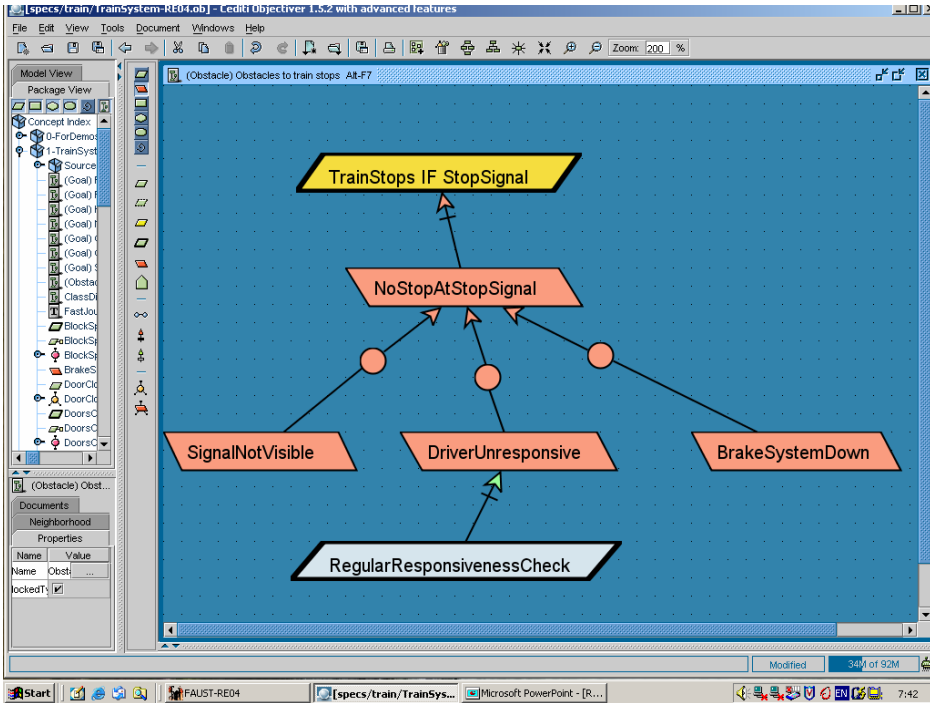 [specs/train/TrainSystem-RE04.ob] - Cediti Objectiver 1.5.2 with advanced features
File Edit View Tools Document Windows Help
Zoom: 200 %
Model View
Package View
(Obstacle) Obstacles to train stops Alt-F7
Concept Index
0-ForDemos
1-TrainSyst
Source
(Goal) F
(Goal) F
(Goal)
(Goal)
(Goal)
(Goal)
(Goal) S
(Obstac
ClassDi
FastJou
BlockSp
BlockSp
BlockSp
BrakeS
DoorClo
DoorClo
DoorsC
DoorsC
DoorsC
TrainStops IF StopSignal
NoStopAtStopSignal
SignalNotVisible
DriverUnresponsive
BrakeSystemDown
RegularResponsivenessCheck
(Obstacle) Obst...
Documents
Neighborhood
Properties
Name Value
Name Obst ...
lockedTy
Modified 34M of 92M
Start FAUST-RE04 [specs/train/TrainSys... Microsoft PowerPoint - [R... EN 7:42